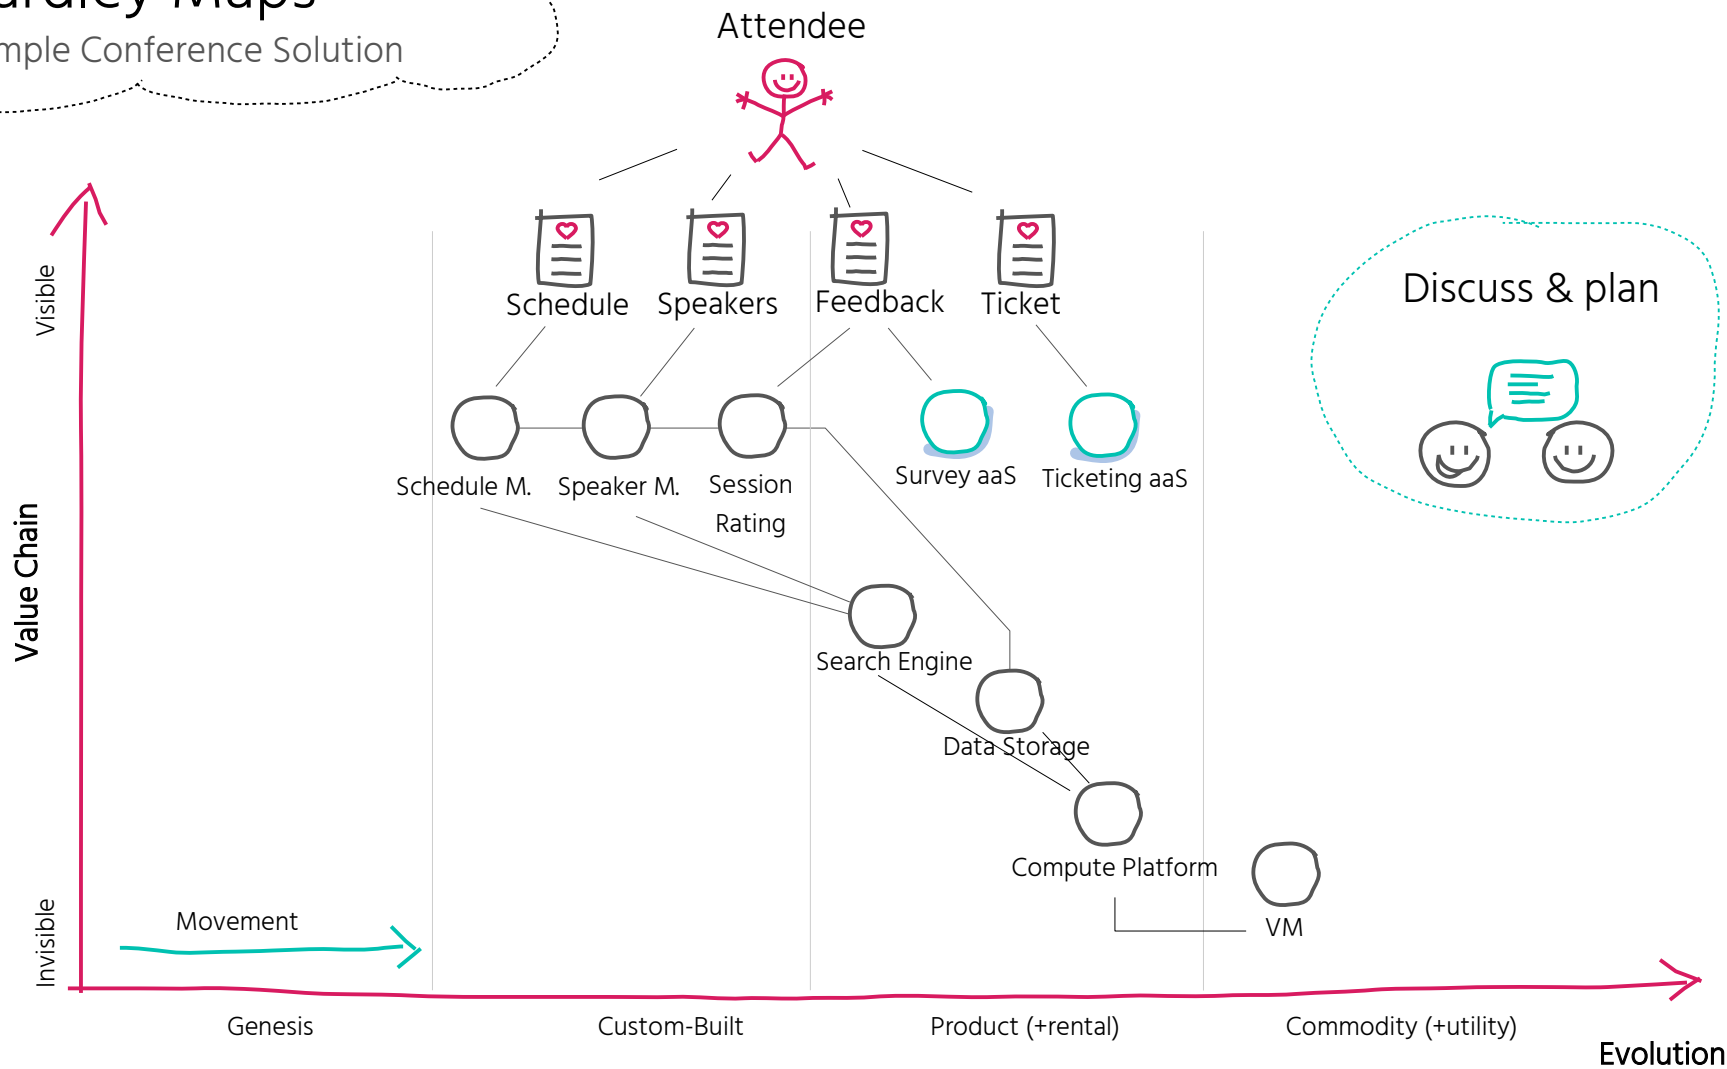 Maps
Conference Solution
Attendee
Visible
Schedule
Speakers
Feedback
Ticket
Discuss & plan
Schedule M.
Speaker M.
Session
Rating
Survey aaS
Ticketing aaS
Value Chain
Search Engine
Data Storage
Compute Platform
VM
Invisible
Movement
Genesis
Custom-Built
Product (+rental)
Commodity (+utility)
Evolution